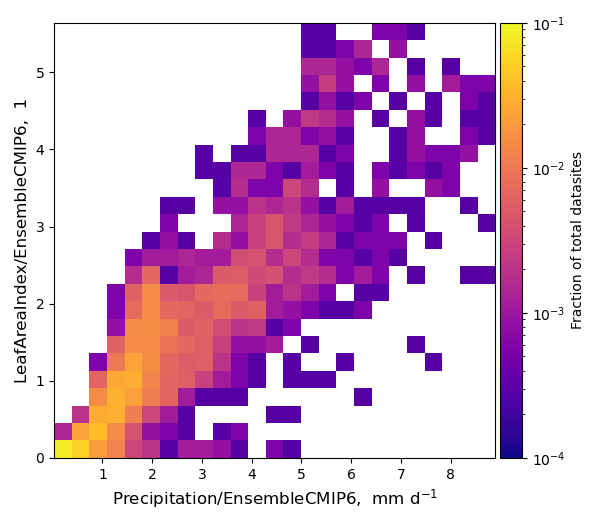 LeafAreaIndex/EnsembleCMIP6,  1
5
4
3
2
1
0
1 2 3 4 5 6 7 8
Precipitation/EnsembleCMIP6,  mm d⁻¹
10⁻¹
10⁻²
10⁻³
10⁻⁴
Fraction of total datasites